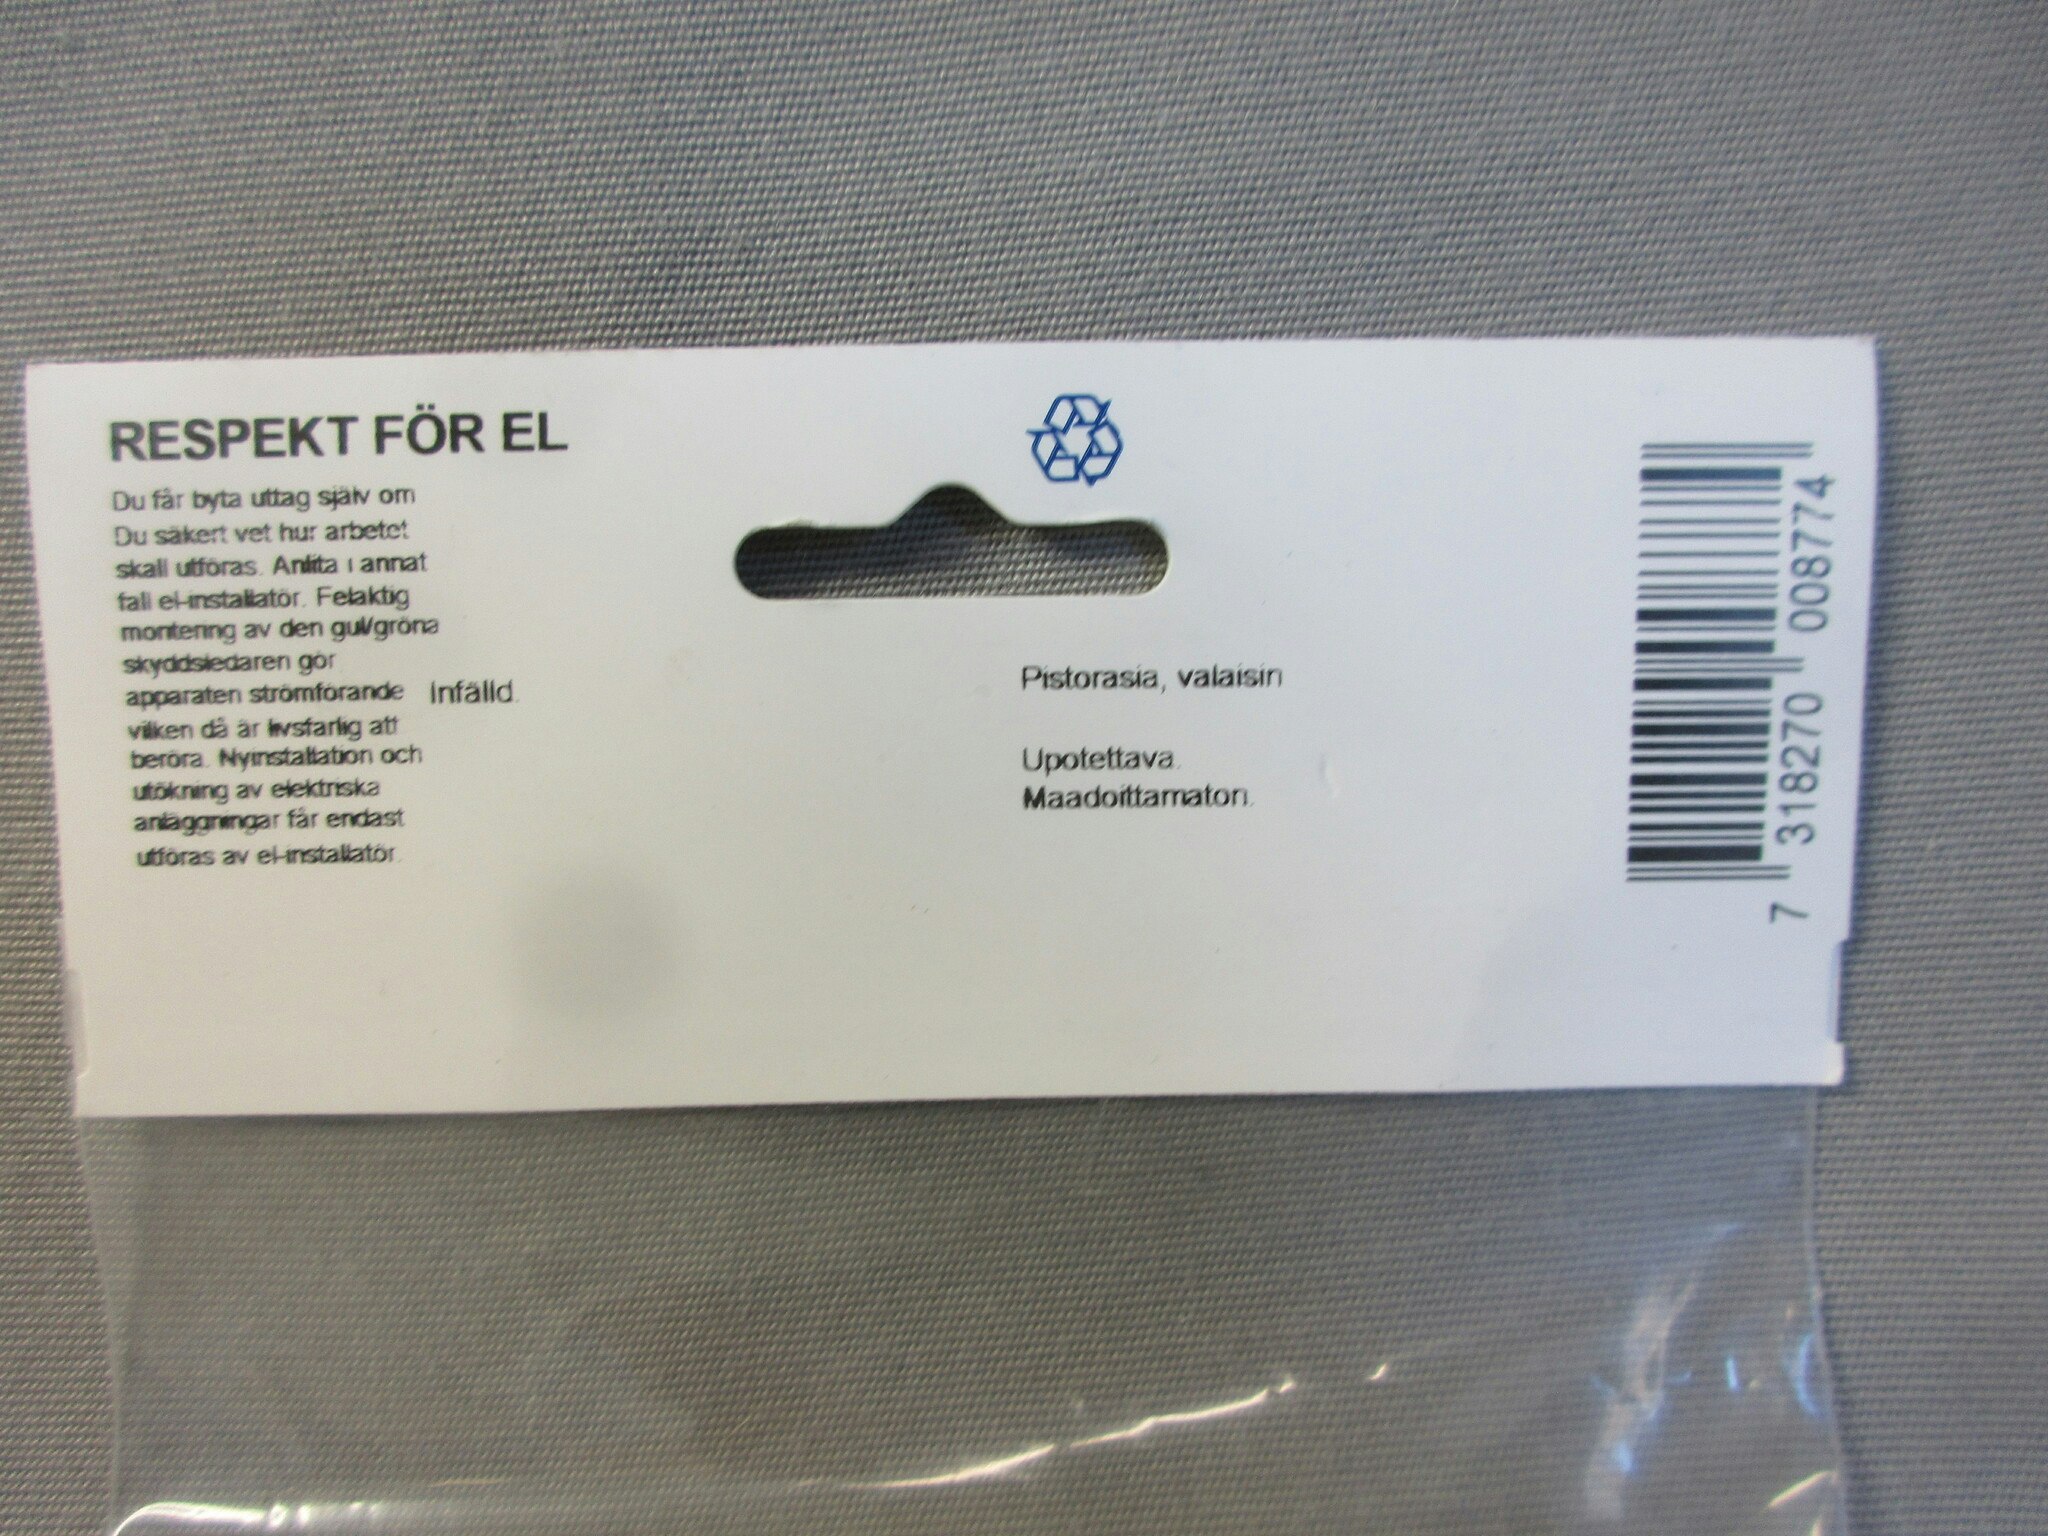 RESPEKT FÖR EL
Du får byta uttag själv om
Du säkert vet hur arbetet
skall utföras. Anlita i annat
fall el-installatör. Felaktig
montering av den gul/gröna
skyddsledaren gör
apparaten strömförande
vilken då är livsfarlig att
beröra. Nyinstallation och
utökning av elektriska
anläggningar får endast
utföras av el-installatör.
Infälld.
Pistorasia, valaisin
Upotettava.
Maadoittamaton.
7 318270 008774